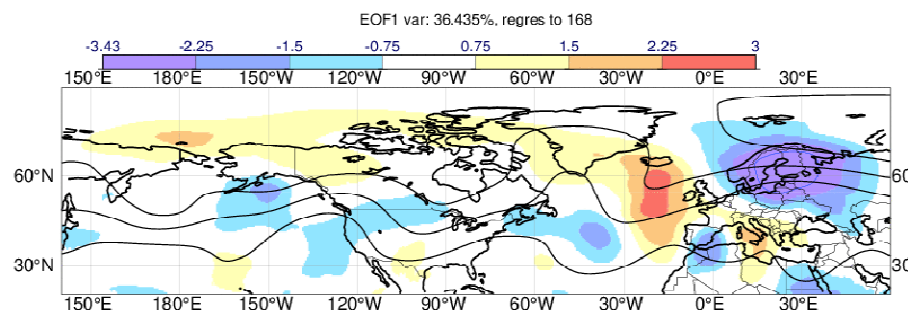 EOF1 var: 36.435%, regres to 168
-3.43 -2.25 -1.5 -0.75 0.75 1.5 2.25 3
150°E 180°E 150°W 120°W 90°W 60°W 30°W 0°E 30°E
60°N 60°N
30°N 30°N
150°E 180°E 150°W 120°W 90°W 60°W 30°W 0°E 30°E